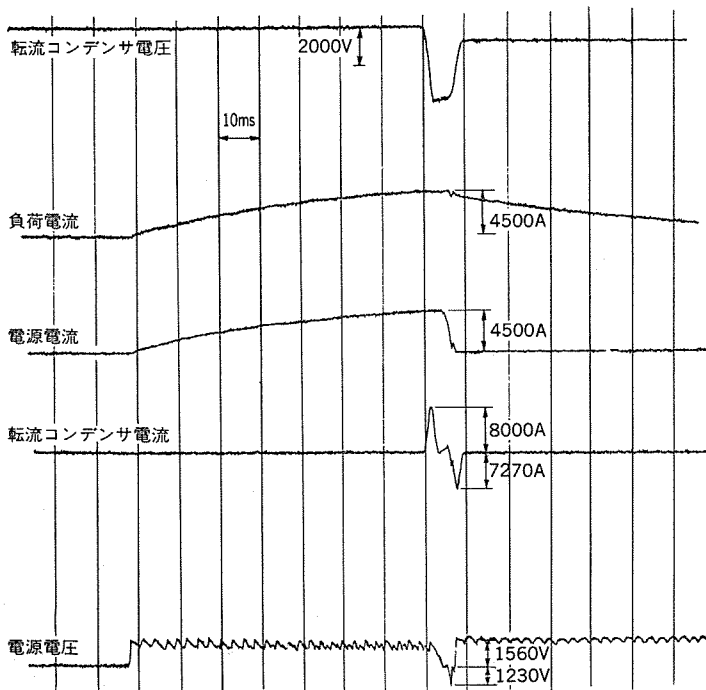 転流コンデンサ電圧
2000V
10ms
負荷電流
4500A
電源電流
4500A
転流コンデンサ電流
8000A
7270A
電源電圧
1560V
1230V